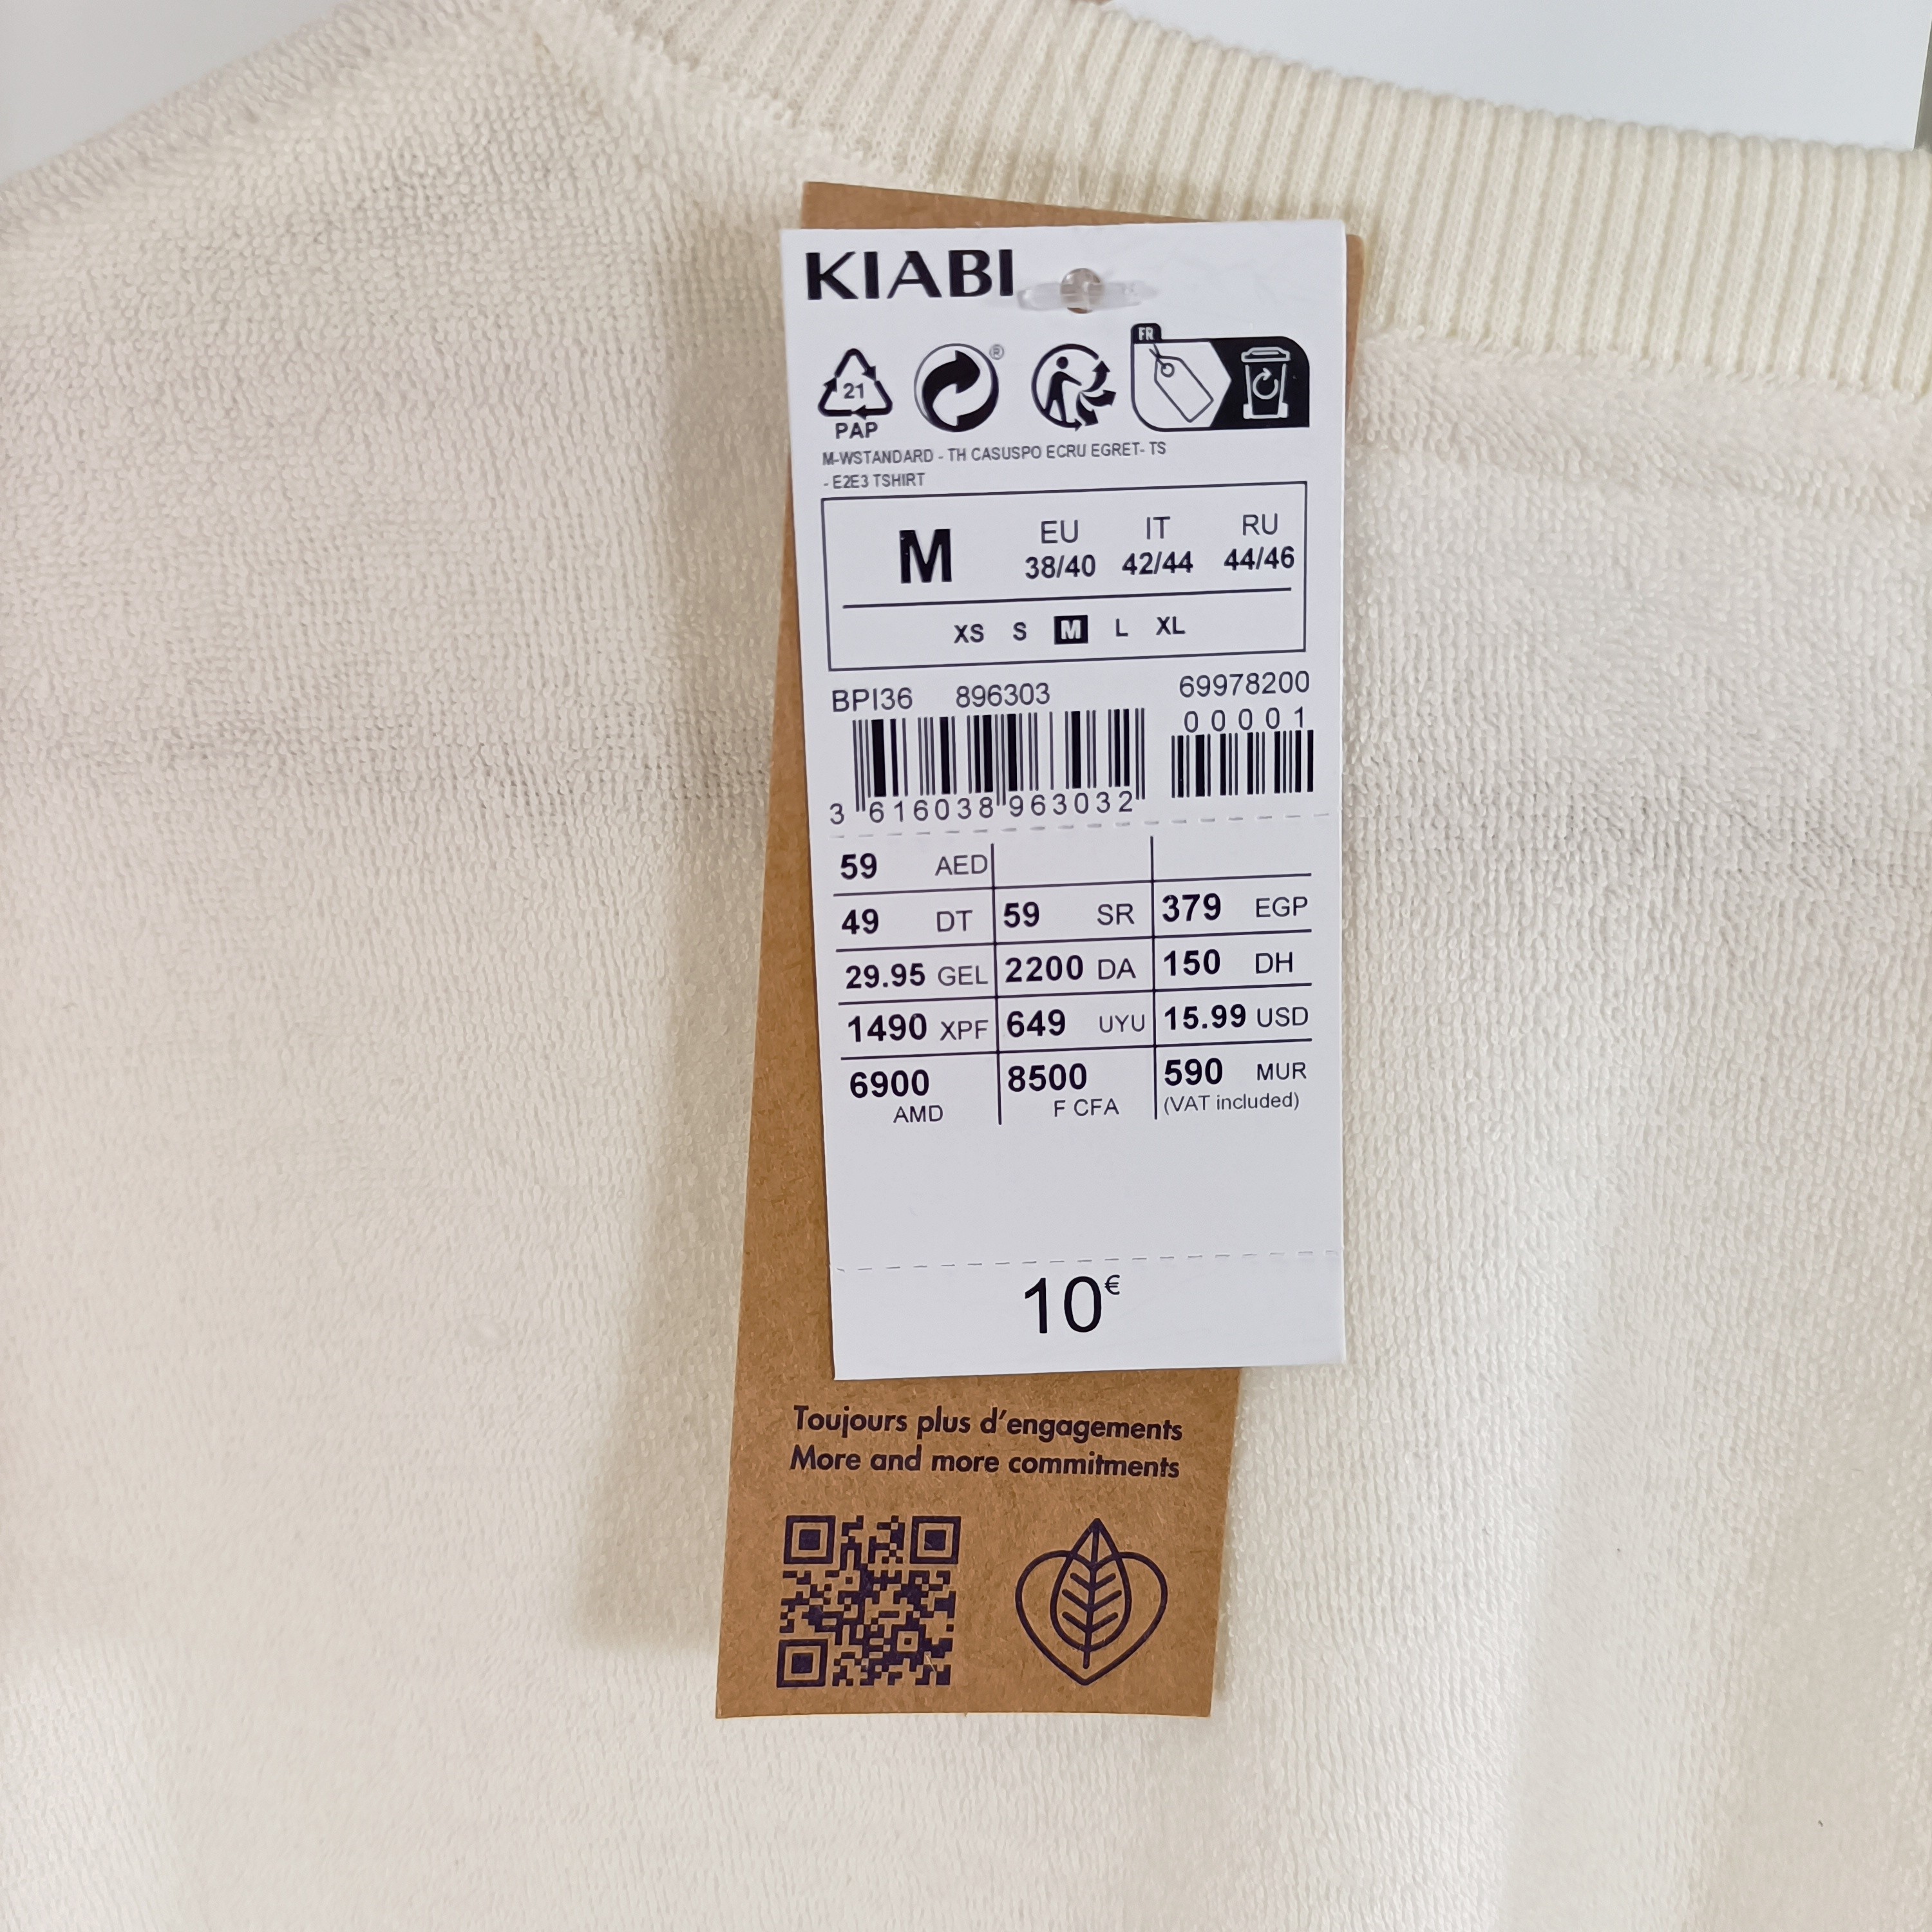 KIABI
®
FR
21
PAP
M-WSTANDARD - TH CASUSPO ECRU EGRET- TS
- E2E3 TSHIRT
M EU IT RU
38/40 42/44 44/46
XS S M L XL
BPI36 896303 69978200
00001
3 616038 963032
59 AED
49 DT 59 SR 379 EGP
29.95 GEL 2200 DA 150 DH
1490 XPF 649 UYU 15.99 USD
6900 8500 590 MUR
AMD F CFA (VAT included)
10€
Toujours plus d'engagements
More and more commitments